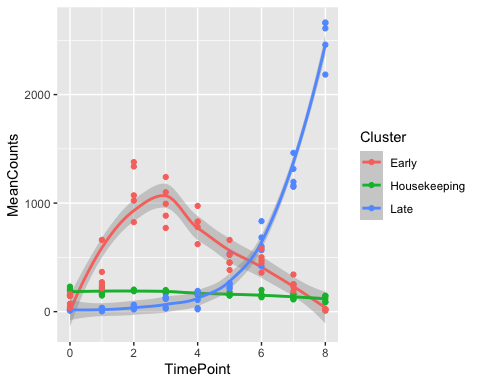 MeanCounts
2000
1000
0
0
2
4
6
8
TimePoint
Cluster
Early
Housekeeping
Late